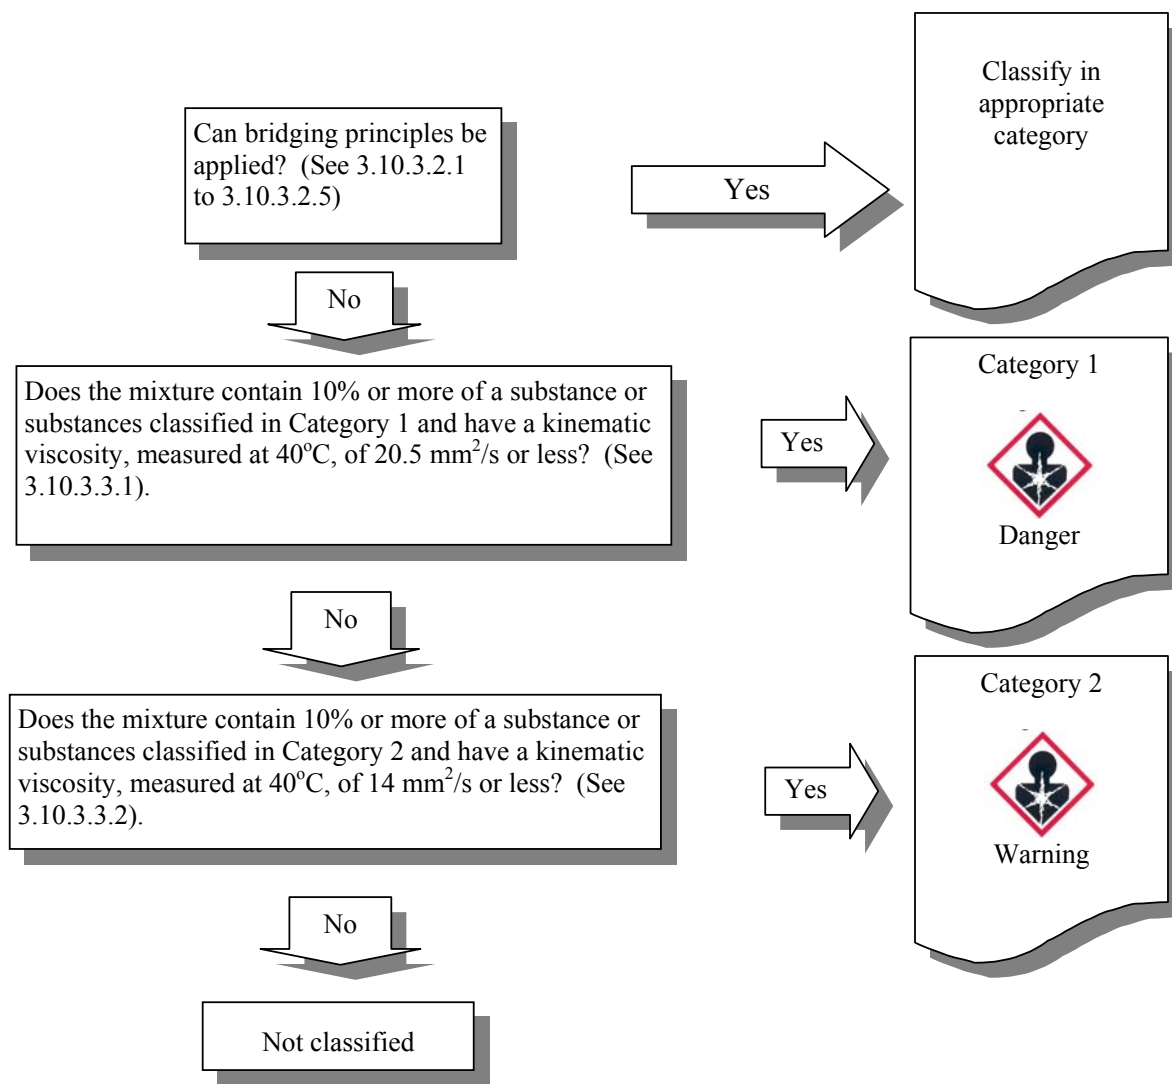 Can bridging principles be
applied?  (See 3.10.3.2.1
to 3.10.3.2.5)
Yes
Classify in
appropriate
category
No
Does the mixture contain 10% or more of a substance or
substances classified in Category 1 and have a kinematic
viscosity, measured at 40°C, of 20.5 mm²/s or less?  (See
3.10.3.3.1).
Yes
Category 1
Danger
No
Does the mixture contain 10% or more of a substance or
substances classified in Category 2 and have a kinematic
viscosity, measured at 40°C, of 14 mm²/s or less?  (See
3.10.3.3.2).
Yes
Category 2
Warning
No
Not classified